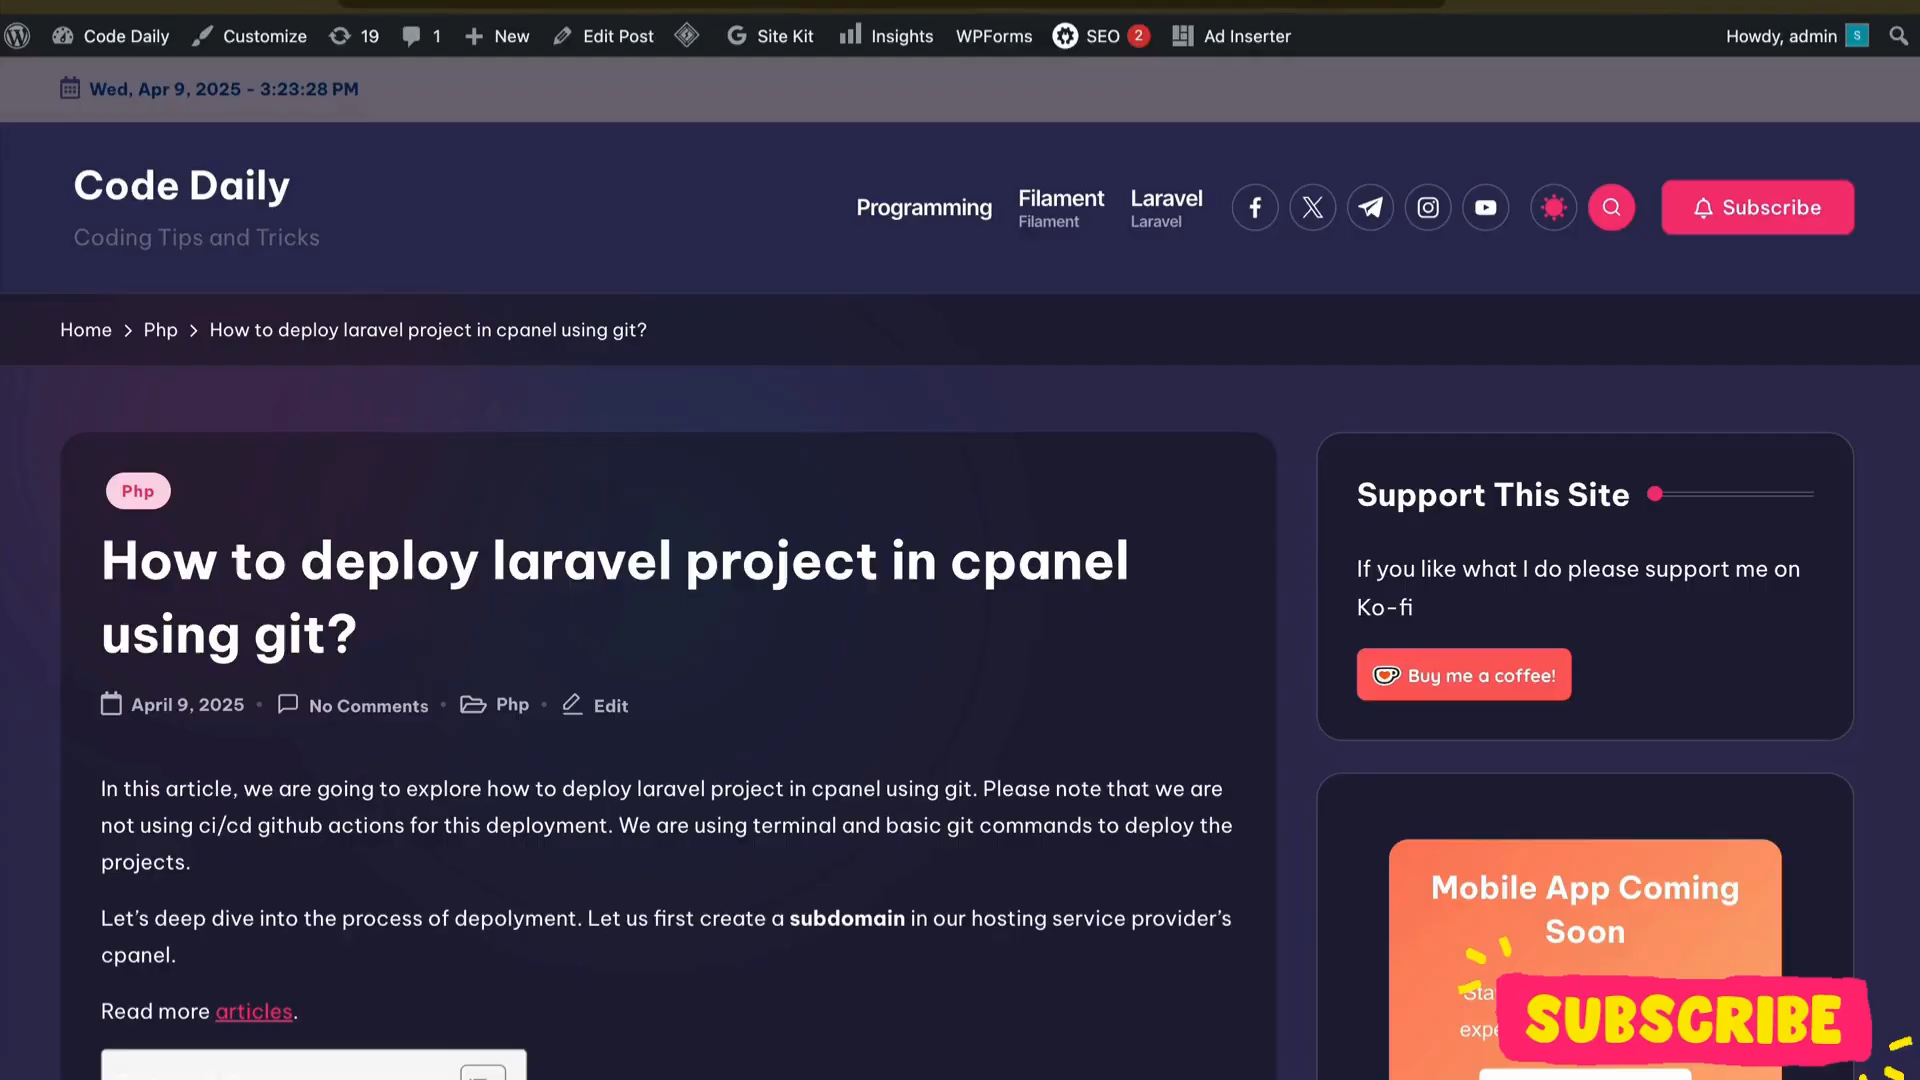 Code Daily Customize 19 1 New Edit Post Site Kit Insights WPForms SEO 2 Ad Inserter Howdy, admin S
Wed, Apr 9, 2025 - 3:23:28 PM
Code Daily
Coding Tips and Tricks
Programming
Filament
Filament
Laravel
Laravel
Subscribe
Home > Php > How to deploy laravel project in cpanel using git?
Php
How to deploy laravel project in cpanel
using git?
April 9, 2025 • No Comments • Php • Edit
In this article, we are going to explore how to deploy laravel project in cpanel using git. Please note that we are
not using ci/cd github actions for this deployment. We are using terminal and basic git commands to deploy the
projects.
Let’s deep dive into the process of depolyment. Let us first create a subdomain in our hosting service provider’s
cpanel.
Read more articles.
Support This Site
If you like what I do please support me on
Ko-fi
Buy me a coffee!
Mobile App Coming
Soon
SUBSCRIBE